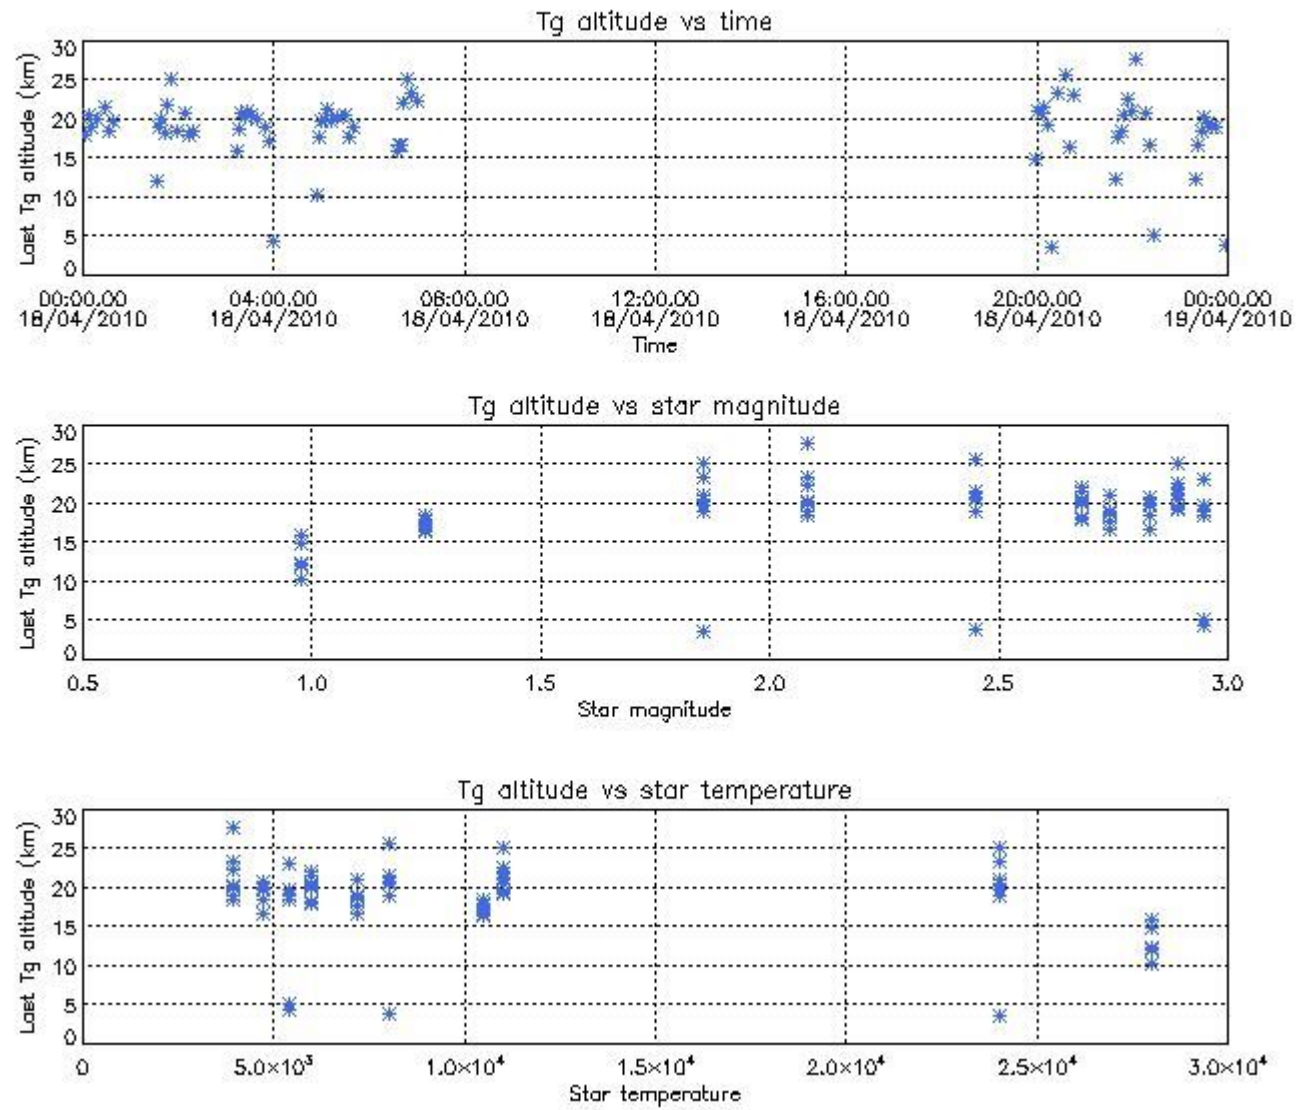 Tg altitude vs time
Last Tg altitude (km)
30
25
20
15
10
5
0
00:00.00 04:00.00 08:00.00 12:00.00 16:00.00 20:00.00 00:00.00
18/04/2010 18/04/2010 18/04/2010 18/04/2010 18/04/2010 18/04/2010 19/04/2010
Time
Tg altitude vs star magnitude
Last Tg altitude (km)
30
25
20
15
10
5
0
0.5 1.0 1.5 2.0 2.5 3.0
Star magnitude
Tg altitude vs star temperature
Last Tg altitude (km)
30
25
20
15
10
5
0
0 5.0×10³ 1.0×10⁴ 1.5×10⁴ 2.0×10⁴ 2.5×10⁴ 3.0×10⁴
Star temperature